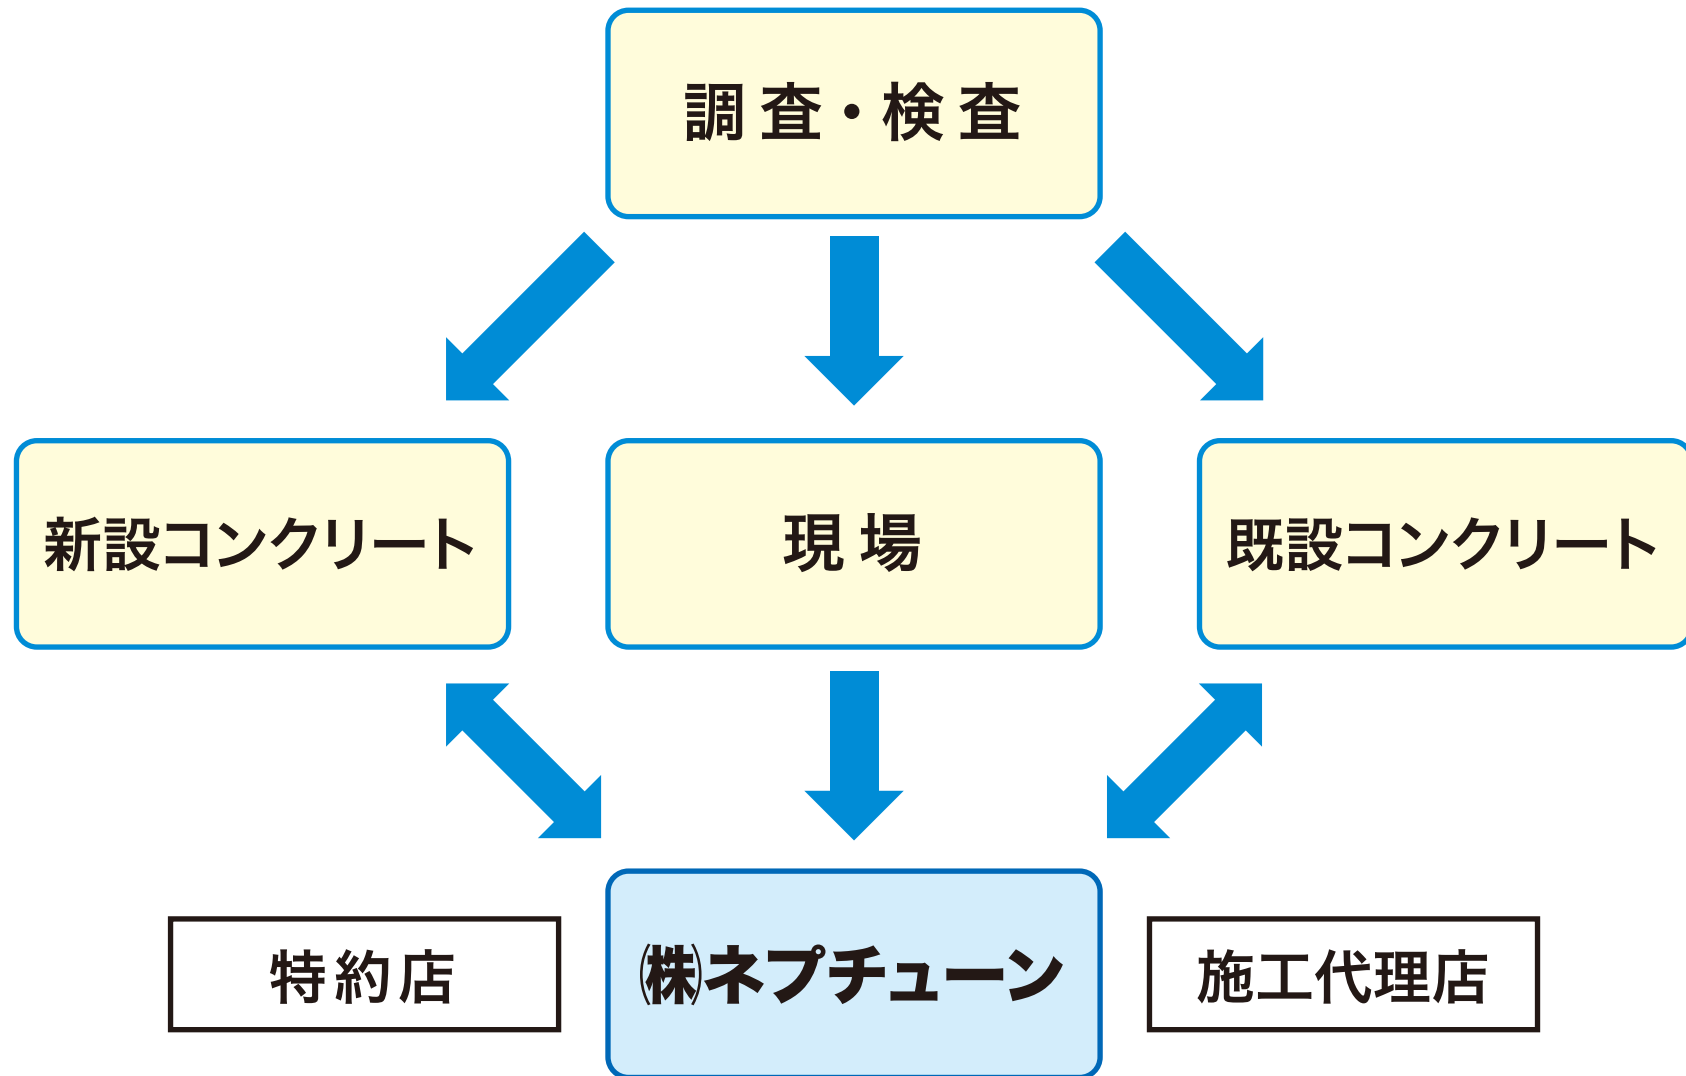 調査・検査
新設コンクリート
現場
既設コンクリート
特約店
㈱ネプチューン
施工代理店